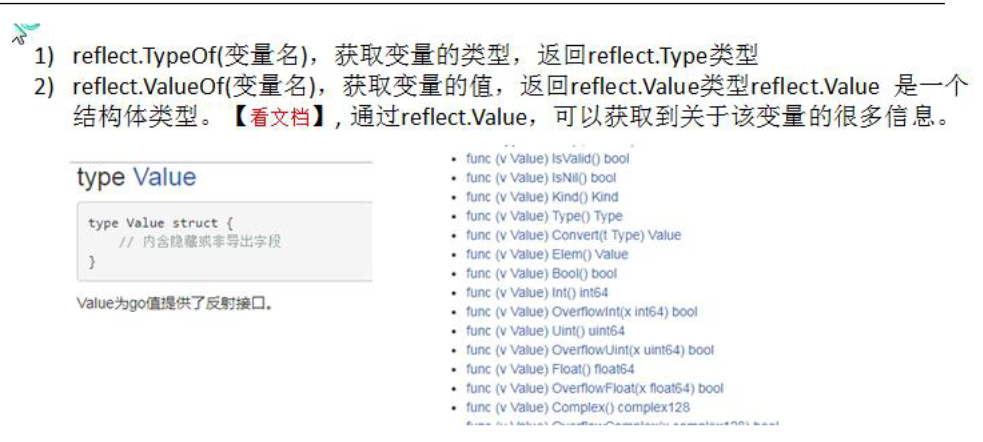 1) reflect.TypeOf(变量名)，获取变量的类型，返回reflect.Type类型
2) reflect.ValueOf(变量名)，获取变量的值，返回reflect.Value类型reflect.Value 是一个
结构体类型。【看文档】, 通过reflect.Value，可以获取到关于该变量的很多信息。
type Value
type Value struct {
// 内含隐藏或非导出字段
}
Value为go值提供了反射接口。
• func (v Value) IsValid() bool
• func (v Value) IsNil() bool
• func (v Value) Kind() Kind
• func (v Value) Type() Type
• func (v Value) Convert(t Type) Value
• func (v Value) Elem() Value
• func (v Value) Bool() bool
• func (v Value) Int() int64
• func (v Value) OverflowInt(x int64) bool
• func (v Value) Uint() uint64
• func (v Value) OverflowUint(x uint64) bool
• func (v Value) Float() float64
• func (v Value) OverflowFloat(x float64) bool
• func (v Value) Complex() complex128